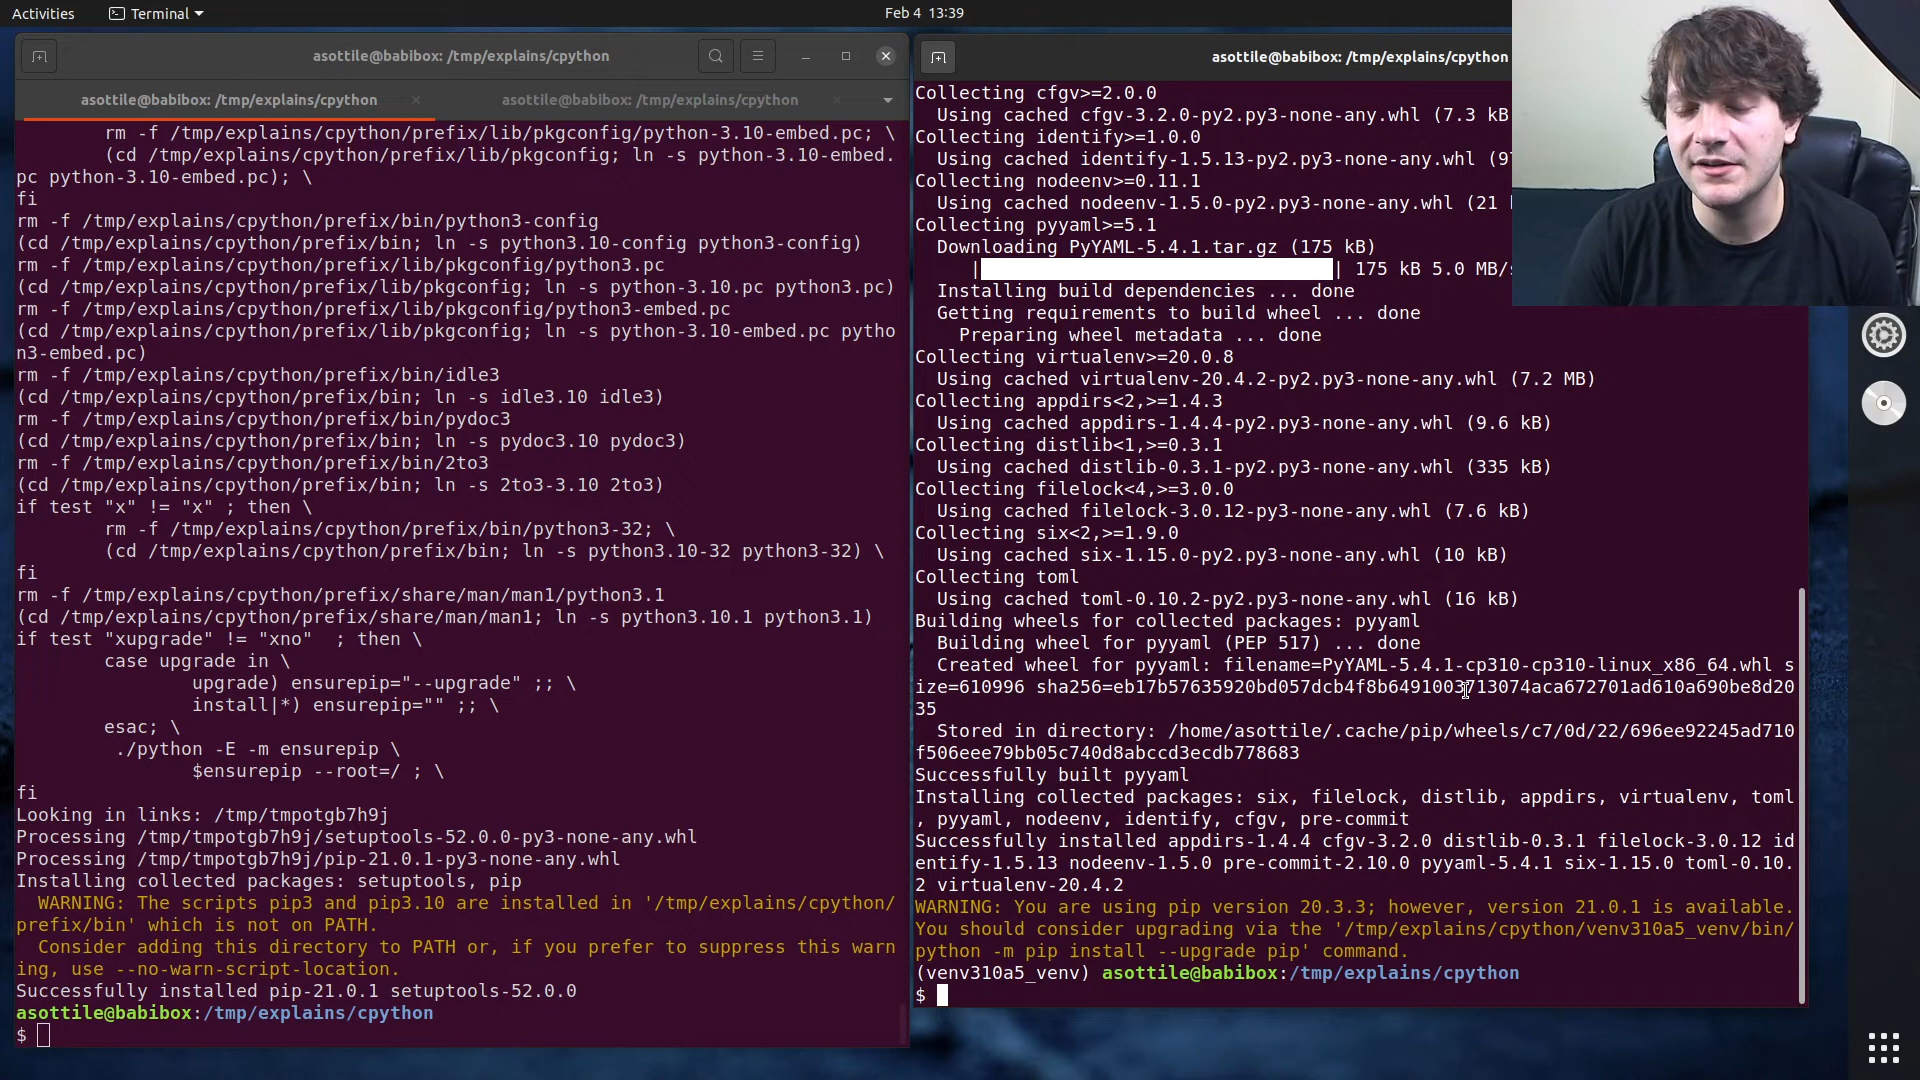 Activities
Terminal
Feb 4 13:39
asottile@babibox: /tmp/explains/cpython
asottile@babibox: /tmp/explains/cpython
asottile@babibox: /tmp/explains/cpython
rm -f /tmp/explains/cpython/prefix/lib/pkgconfig/python-3.10-embed.pc; \
(cd /tmp/explains/cpython/prefix/lib/pkgconfig; ln -s python-3.10-embed.
pc python-3.10-embed.pc); \
fi
rm -f /tmp/explains/cpython/prefix/bin/python3-config
(cd /tmp/explains/cpython/prefix/bin; ln -s python3.10-config python3-config)
rm -f /tmp/explains/cpython/prefix/lib/pkgconfig/python3.pc
(cd /tmp/explains/cpython/prefix/lib/pkgconfig; ln -s python-3.10.pc python3.pc)
rm -f /tmp/explains/cpython/prefix/lib/pkgconfig/python3-embed.pc
(cd /tmp/explains/cpython/prefix/lib/pkgconfig; ln -s python-3.10-embed.pc pytho
n3-embed.pc)
rm -f /tmp/explains/cpython/prefix/bin/idle3
(cd /tmp/explains/cpython/prefix/bin; ln -s idle3.10 idle3)
rm -f /tmp/explains/cpython/prefix/bin/pydoc3
(cd /tmp/explains/cpython/prefix/bin; ln -s pydoc3.10 pydoc3)
rm -f /tmp/explains/cpython/prefix/bin/2to3
(cd /tmp/explains/cpython/prefix/bin; ln -s 2to3-3.10 2to3)
if test "x" != "x" ; then \
rm -f /tmp/explains/cpython/prefix/bin/python3-32; \
(cd /tmp/explains/cpython/prefix/bin; ln -s python3.10-32 python3-32) \
fi
rm -f /tmp/explains/cpython/prefix/share/man/man1/python3.1
(cd /tmp/explains/cpython/prefix/share/man/man1; ln -s python3.10.1 python3.1)
if test "xupgrade" != "xno"  ; then \
case upgrade in \
upgrade) ensurepip="--upgrade" ;; \
install|*) ensurepip="" ;; \
esac; \
./python -E -m ensurepip \
$ensurepip --root=/ ; \
fi
Looking in links: /tmp/tmpotgb7h9j
Processing /tmp/tmpotgb7h9j/setuptools-52.0.0-py3-none-any.whl
Processing /tmp/tmpotgb7h9j/pip-21.0.1-py3-none-any.whl
Installing collected packages: setuptools, pip
WARNING: The scripts pip3 and pip3.10 are installed in '/tmp/explains/cpython/
prefix/bin' which is not on PATH.
Consider adding this directory to PATH or, if you prefer to suppress this warn
ing, use --no-warn-script-location.
Successfully installed pip-21.0.1 setuptools-52.0.0
asottile@babibox:/tmp/explains/cpython
$
asottile@babibox: /tmp/explains/cpython
Collecting cfgv>=2.0.0
Using cached cfgv-3.2.0-py2.py3-none-any.whl (7.3 kB
Collecting identify>=1.0.0
Using cached identify-1.5.13-py2.py3-none-any.whl (97
Collecting nodeenv>=0.11.1
Using cached nodeenv-1.5.0-py2.py3-none-any.whl (21
Collecting pyyaml>=5.1
Downloading PyYAML-5.4.1.tar.gz (175 kB)
| | 175 kB 5.0 MB/s
Installing build dependencies ... done
Getting requirements to build wheel ... done
Preparing wheel metadata ... done
Collecting virtualenv>=20.0.8
Using cached virtualenv-20.4.2-py2.py3-none-any.whl (7.2 MB)
Collecting appdirs<2,>=1.4.3
Using cached appdirs-1.4.4-py2.py3-none-any.whl (9.6 kB)
Collecting distlib<1,>=0.3.1
Using cached distlib-0.3.1-py2.py3-none-any.whl (335 kB)
Collecting filelock<4,>=3.0.0
Using cached filelock-3.0.12-py3-none-any.whl (7.6 kB)
Collecting six<2,>=1.9.0
Using cached six-1.15.0-py2.py3-none-any.whl (10 kB)
Collecting toml
Using cached toml-0.10.2-py2.py3-none-any.whl (16 kB)
Building wheels for collected packages: pyyaml
Building wheel for pyyaml (PEP 517) ... done
Created wheel for pyyaml: filename=PyYAML-5.4.1-cp310-cp310-linux_x86_64.whl s
ize=610996 sha256=eb17b57635920bd057dcb4f8b6491003713074aca672701ad610a690be8d20
35
Stored in directory: /home/asottile/.cache/pip/wheels/c7/0d/22/696ee92245ad710
f506eee79bb05c740d8abccd3ecdb778683
Successfully built pyyaml
Installing collected packages: six, filelock, distlib, appdirs, virtualenv, toml
, pyyaml, nodeenv, identify, cfgv, pre-commit
Successfully installed appdirs-1.4.4 cfgv-3.2.0 distlib-0.3.1 filelock-3.0.12 id
entify-1.5.13 nodeenv-1.5.0 pre-commit-2.10.0 pyyaml-5.4.1 six-1.15.0 toml-0.10.
2 virtualenv-20.4.2
WARNING: You are using pip version 20.3.3; however, version 21.0.1 is available.
You should consider upgrading via the '/tmp/explains/cpython/venv310a5_venv/bin/
python -m pip install --upgrade pip' command.
(venv310a5_venv) asottile@babibox:/tmp/explains/cpython
$